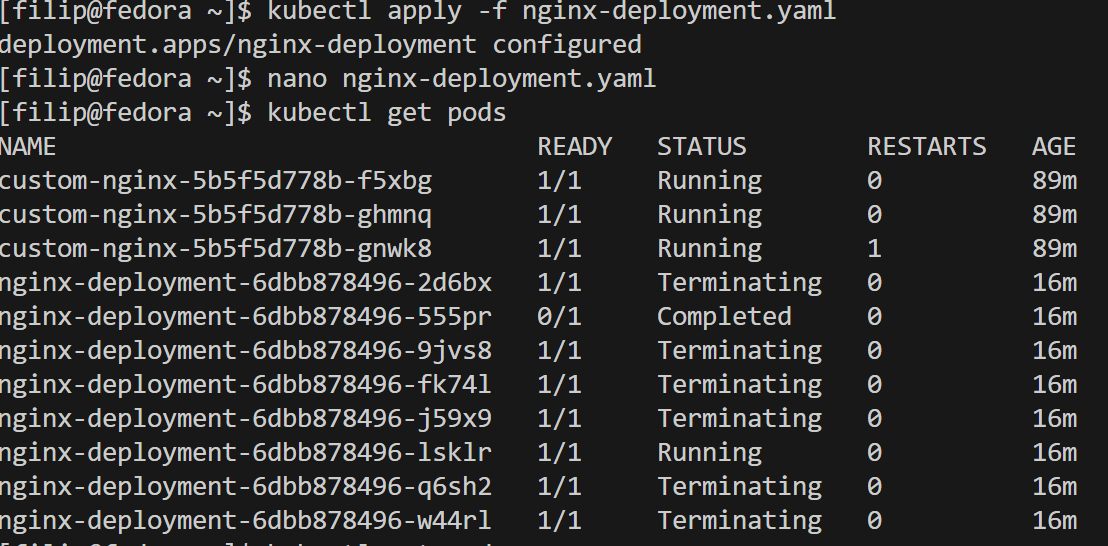 [filip@fedora ~]$ kubectl apply -f nginx-deployment.yaml
deployment.apps/nginx-deployment configured
[filip@fedora ~]$ nano nginx-deployment.yaml
[filip@fedora ~]$ kubectl get pods
NAME READY STATUS RESTARTS AGE
custom-nginx-5b5f5d778b-f5xbg 1/1 Running 0 89m
custom-nginx-5b5f5d778b-ghmnq 1/1 Running 0 89m
custom-nginx-5b5f5d778b-gnwk8 1/1 Running 1 89m
nginx-deployment-6dbb878496-2d6bx 1/1 Terminating 0 16m
nginx-deployment-6dbb878496-555pr 0/1 Completed 0 16m
nginx-deployment-6dbb878496-9jvs8 1/1 Terminating 0 16m
nginx-deployment-6dbb878496-fk74l 1/1 Terminating 0 16m
nginx-deployment-6dbb878496-j59x9 1/1 Terminating 0 16m
nginx-deployment-6dbb878496-lsklr 1/1 Running 0 16m
nginx-deployment-6dbb878496-q6sh2 1/1 Terminating 0 16m
nginx-deployment-6dbb878496-w44rl 1/1 Terminating 0 16m